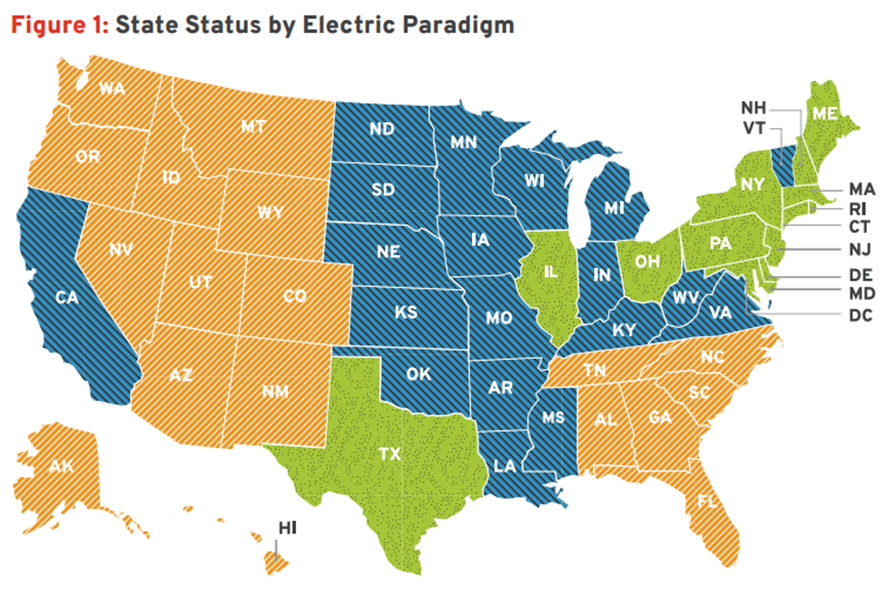 Figure 1: State Status by Electric Paradigm
WA
MT
ND
MN
NH
ME
VT
OR
ID
SD
WI
NY
MA
WY
MI
RI
CT
NV
NE
IA
PA
NJ
UT
CO
IL
IN
OH
DE
CA
KS
MO
WV
MD
VA
DC
KY
AZ
NM
OK
AR
TN
NC
SC
MS
AL
GA
TX
LA
AK
FL
HI